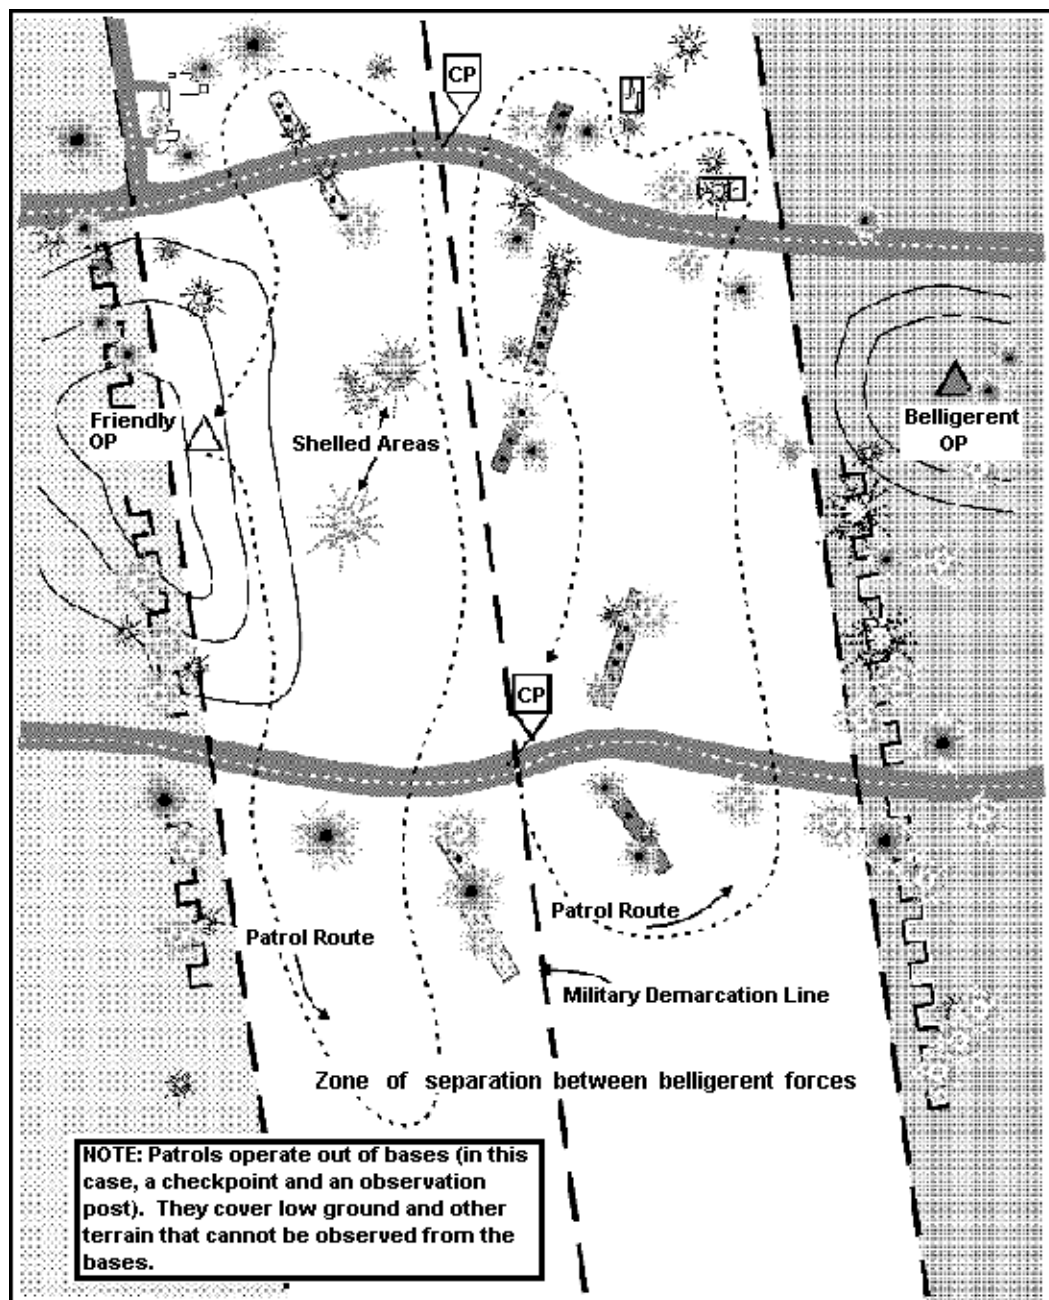 CP
Friendly
OP
Shelled Areas
Belligerent
OP
CP
Patrol Route
Patrol Route
Military Demarcation Line
Zone of separation between belligerent forces
NOTE: Patrols operate out of bases (in this
case, a checkpoint and an observation
post). They cover low ground and other
terrain that cannot be observed from the
bases.